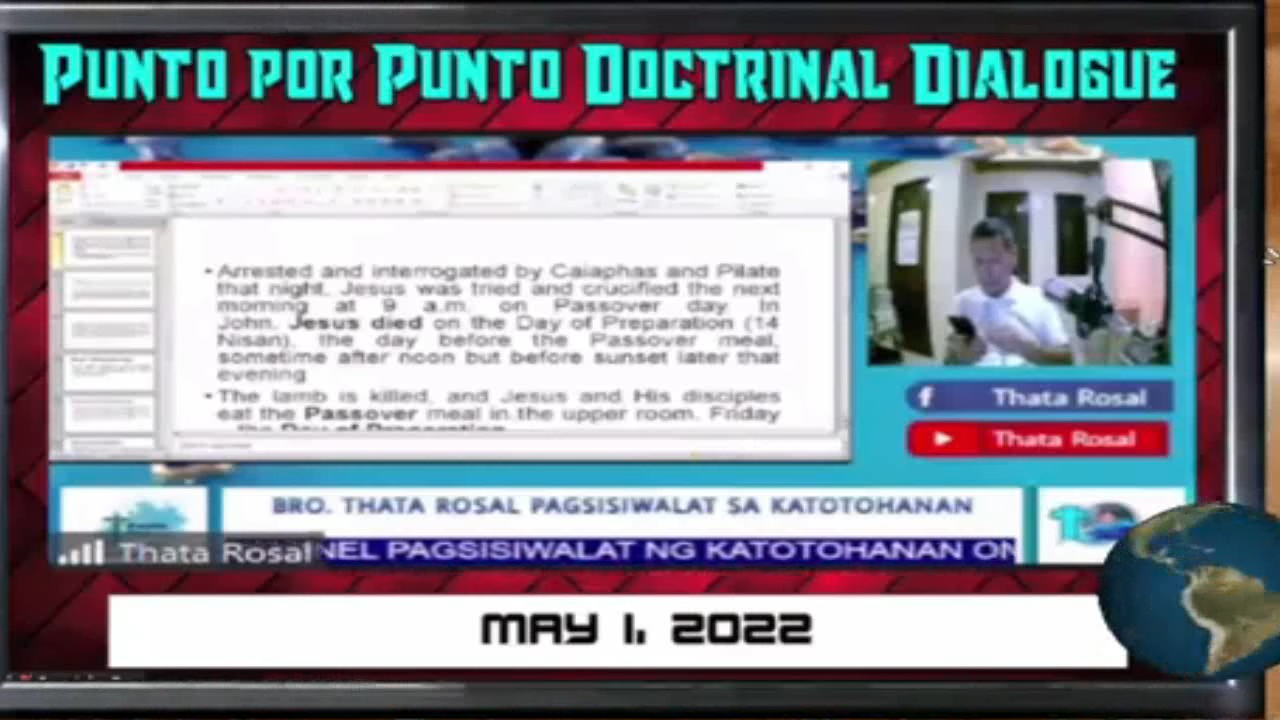 PUNTO POR PUNTO DOCTRINAL DIALOGUE
• Arrested and interrogated by Caiaphas and Pilate
that night, Jesus was tried and crucified the next
morning at 9 a.m. on Passover day In
John, Jesus died on the Day of Preparation (14
Nisan), the day before the Passover meal,
sometime after noon but before sunset later that
evening
• The lamb is killed, and Jesus and His disciples
eat the Passover meal in the upper room. Friday
Day of Preparation
Thata Rosal
Thata Rosal
BRO. THATA ROSAL PAGSISIWALAT SA KATOTOHANAN
Thata Rosal
NEL PAGSISIWALAT NG KATOTOHANAN ON
MAY 1, 2022